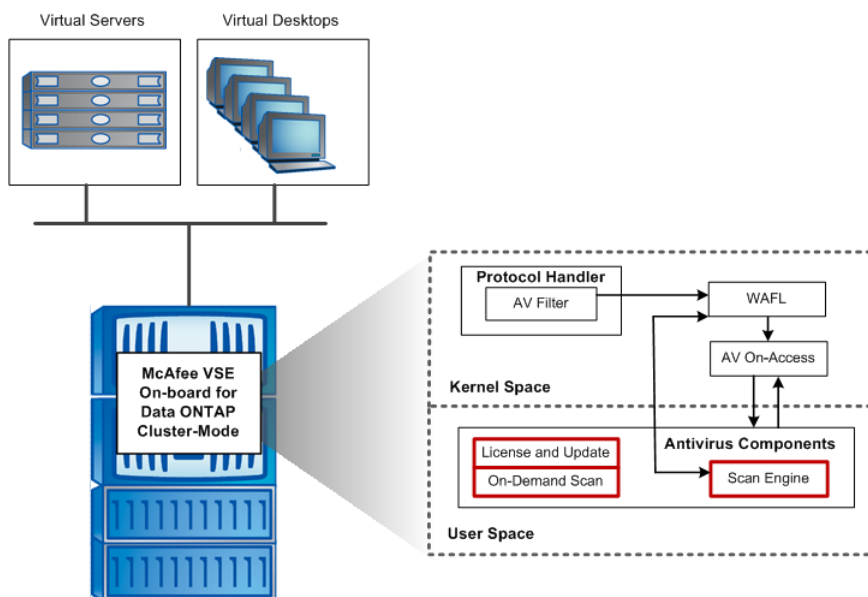 Virtual Servers
Virtual Desktops
McAfee VSE
On-board for
Data ONTAP
Cluster-Mode
Protocol Handler
AV Filter
WAFL
AV On-Access
Kernel Space
Antivirus Components
License and Update
On-Demand Scan
Scan Engine
User Space